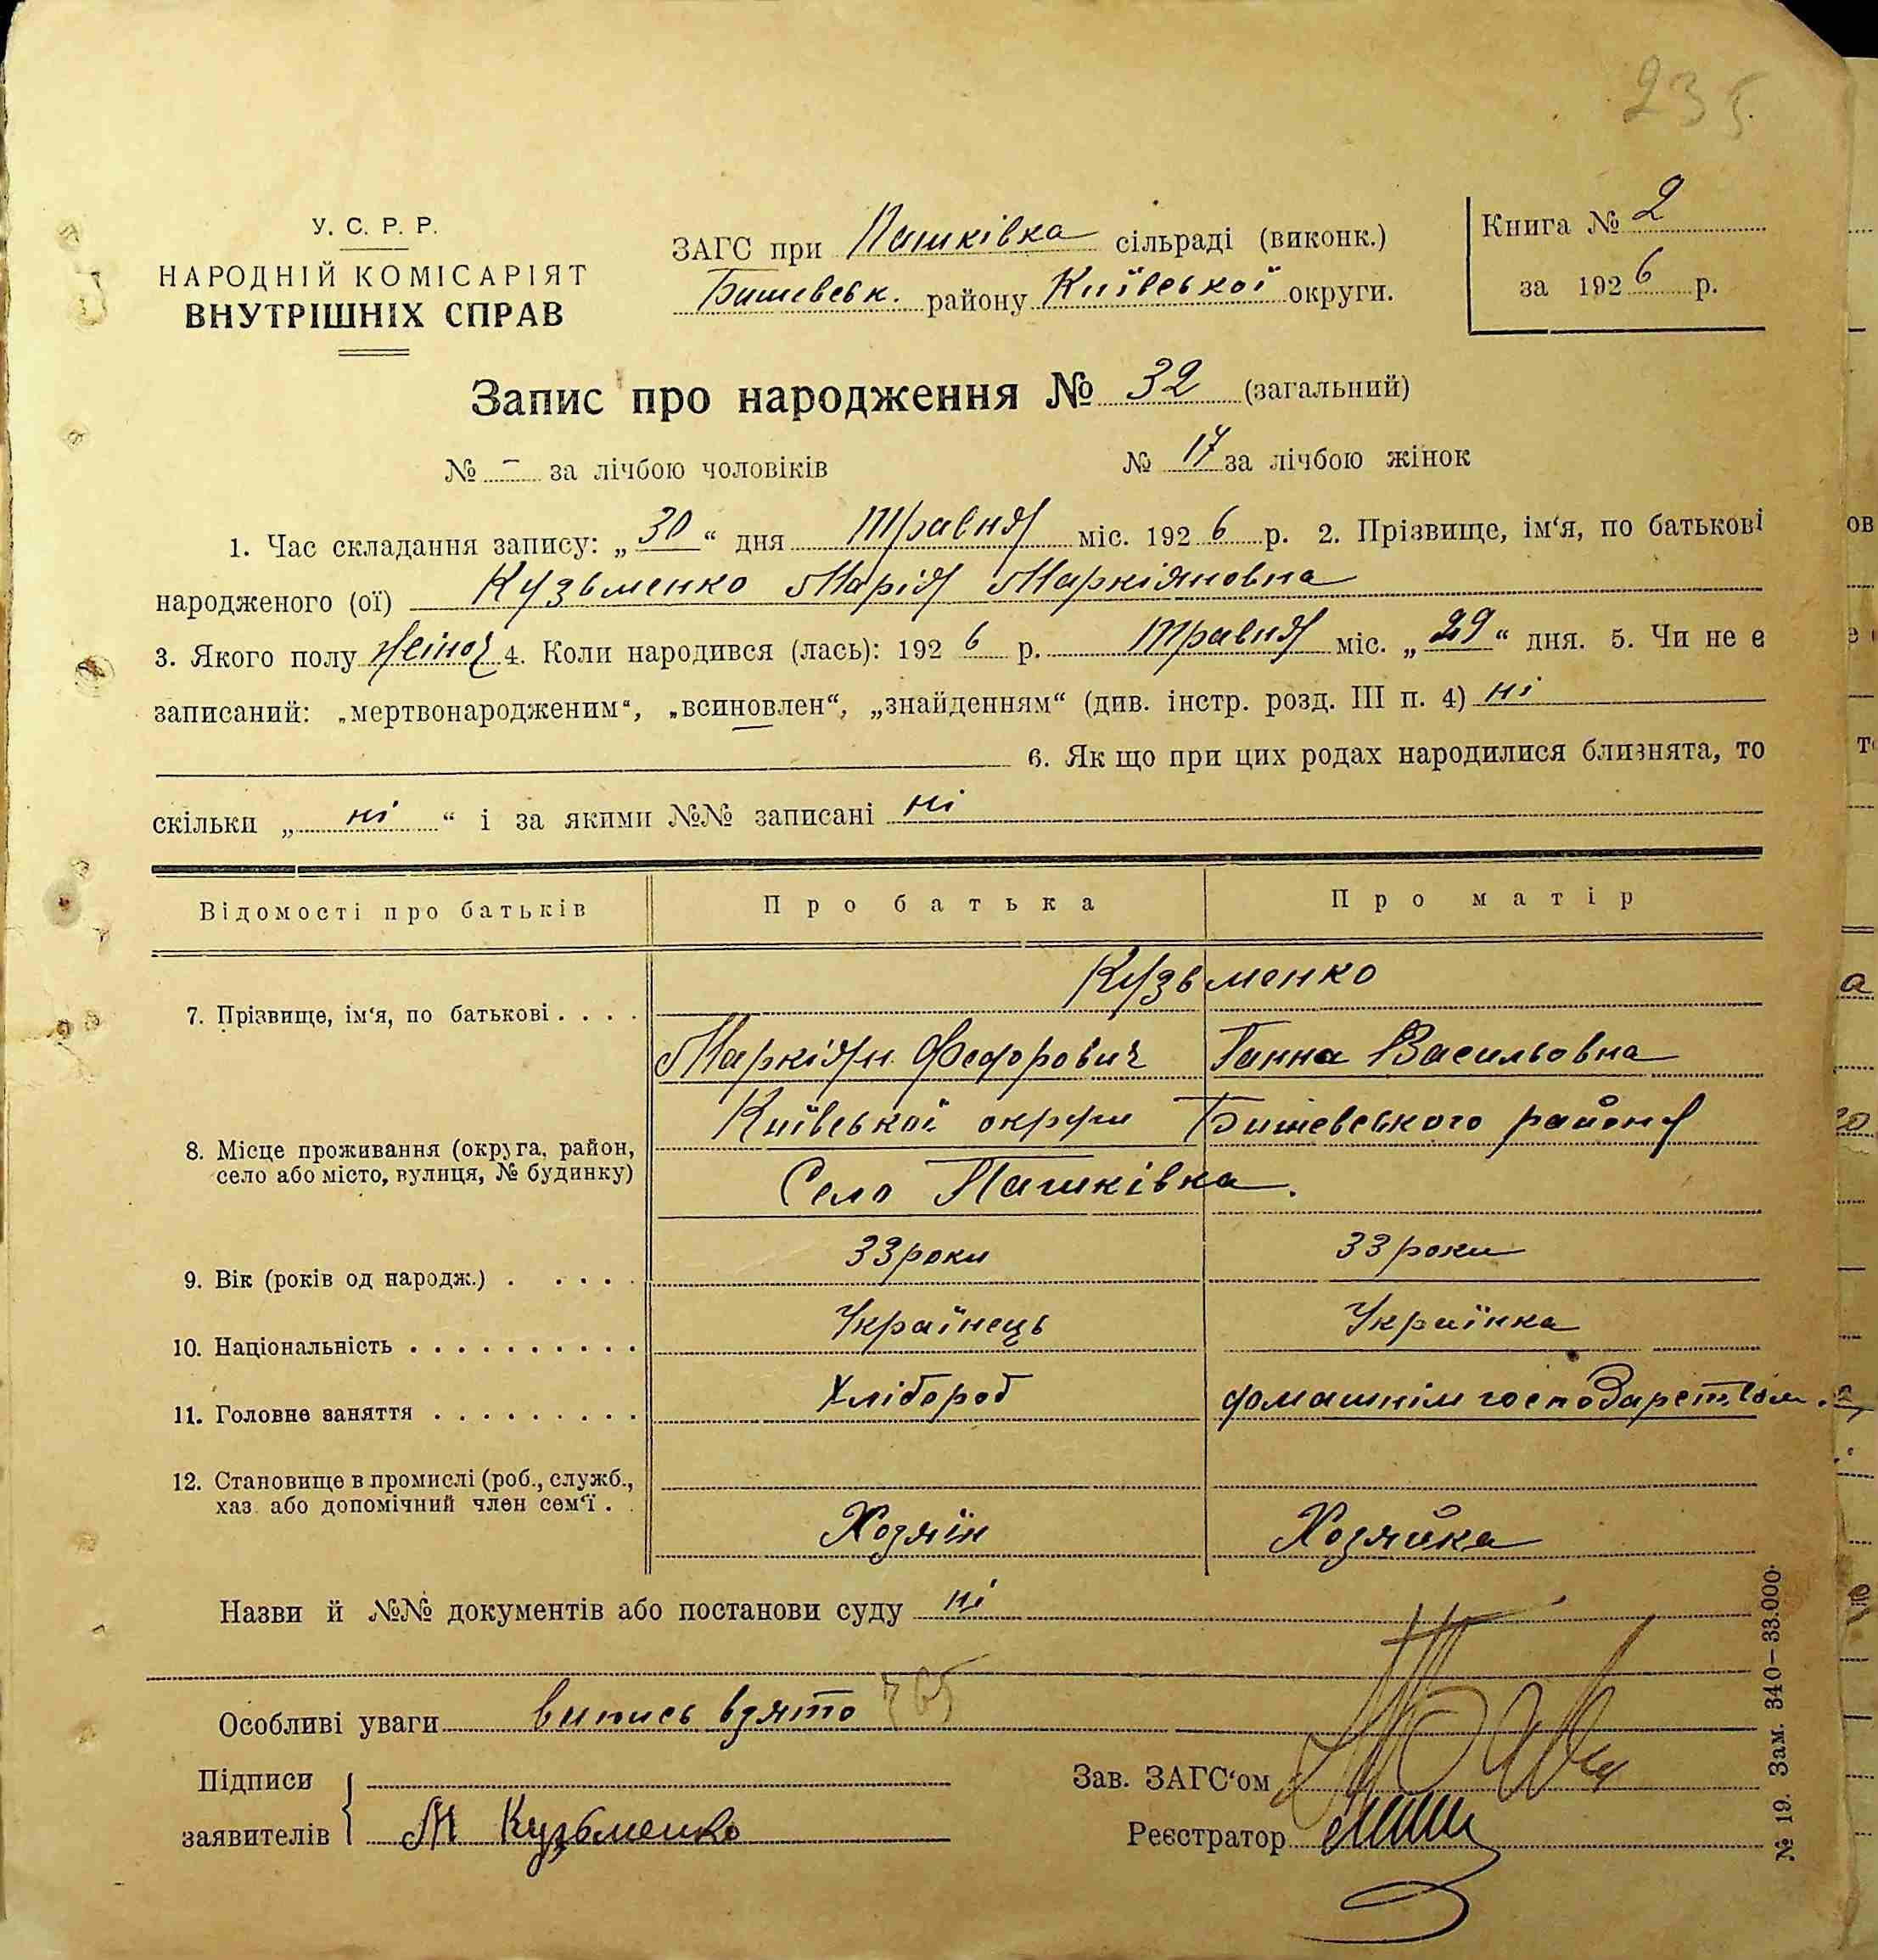 235
У. С. Р. Р.
НАРОДНІЙ КОМІСАРІЯТ
ВНУТРІШНІХ СПРАВ
ЗАГС при Пашківка сільраді (виконк.)
Бишевськ. району Київської округи.
Книга № 2
за 1926 р.
Запис про народження № 32 (загальний)
№ - за лічбою чоловіків № 17 за лічбою жінок
1. Час складання запису: „30“ дня Травня міс. 1926 р. 2. Прізвище, ім‘я, по батькові
народженого (ої) Кузьменко Марія Маркіяновна
3. Якого полу жіноч 4. Коли народився (лась): 1926 р. Травня міс. „29“ дня. 5. Чи не є
записаний: „мертвонародженим“, „всиновлен“, „знайденням“ (див. інстр. розд. III п. 4) ні
6. Як що при цих родах народилися близнята, то
скільки „ні“ і за якими №№ записані ні
Відомості про батьків Про батька Про матір
Кузьменко
7. Прізвище, ім‘я, по батькові . . . .
Маркіян Федорович Ганна Васильовна
Київської округи Бишевського району
8. Місце проживання (округа, район,
село або місто, вулиця, № будинку)
Село Пашківка.
9. Вік (років од народж.) . . . . . 33 роки 33 роки
10. Національність . . . . . . . . . . Українець Українка
11. Головне заняття . . . . . . . . . Хлібороб домашнім господарством.
12. Становище в промислі (роб., служб.,
хаз. або допомічний член сем‘ї . .
Хозяїн Хозяйка
Назви й №№ документів або постанови суду ні
Особливі уваги випись взято
Підписи
заявителів М Кузьменко
Зав. ЗАГС‘ом
Реєстратор
№ 19. Зам. 340–33.000.